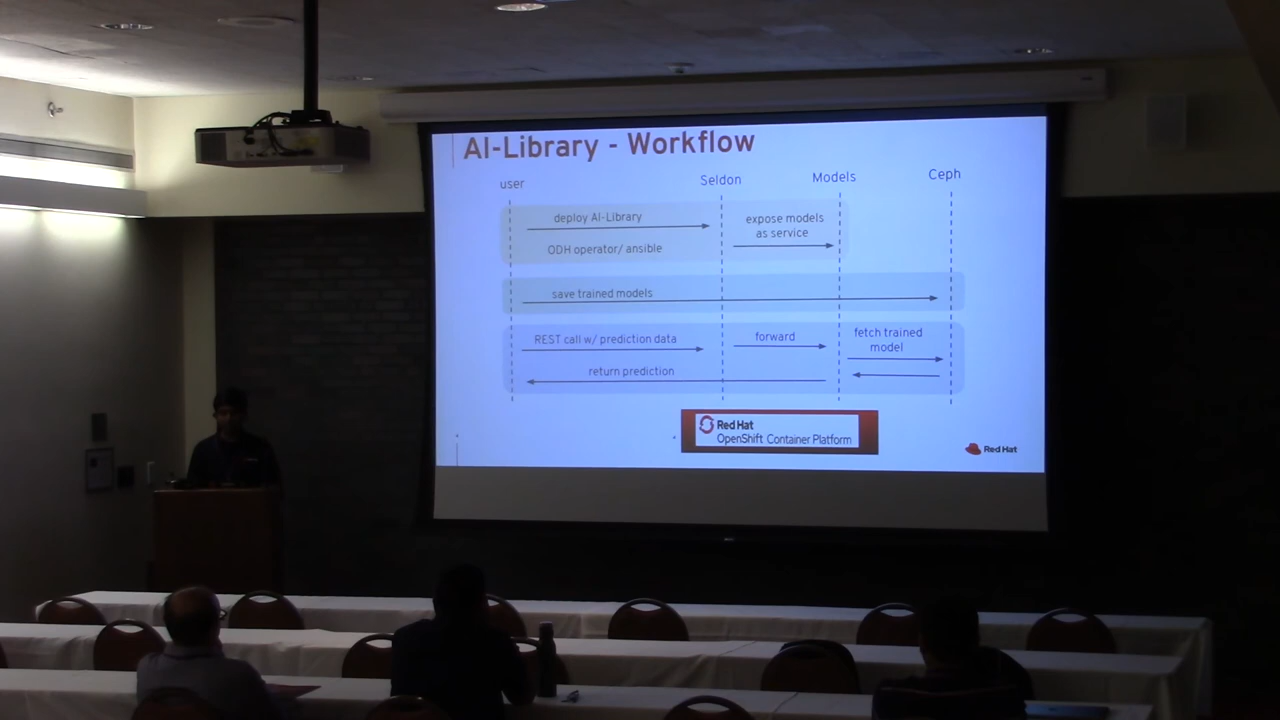 AI-Library - Workflow
user
Seldon
Models
Ceph
deploy AI-Library
ODH operator/ ansible
expose models
as service
save trained models
REST call w/ prediction data
forward
fetch trained
model
return prediction
Red Hat
OpenShift Container Platform
Red Hat